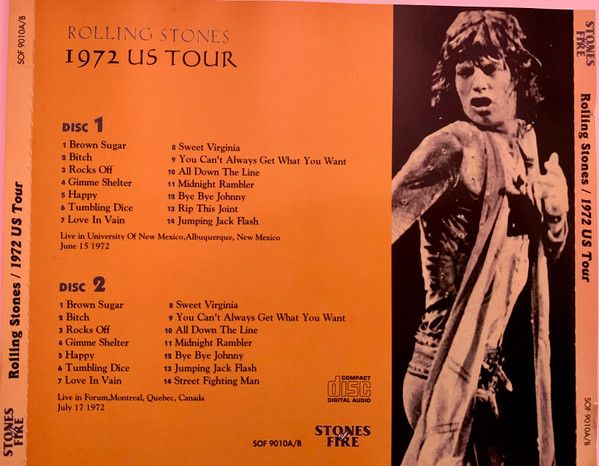 SOF 9010A/B
Rolling Stones / 1972 US Tour
STONES
FIRE
ROLLING STONES
1972 US TOUR
DISC 1
1 Brown Sugar
2 Bitch
3 Rocks Off
4 Gimme Shelter
5 Happy
6 Tumbling Dice
7 Love In Vain
8 Sweet Virginia
9 You Can't Always Get What You Want
10 All Down The Line
11 Midnight Rambler
12 Bye Bye Johnny
13 Rip This Joint
14 Jumping Jack Flash
Live in University Of New Mexico,Albuquerque, New Mexico
June 15 1972
DISC 2
1 Brown Sugar
2 Bitch
3 Rocks Off
4 Gimme Shelter
5 Happy
6 Tumbling Dice
7 Love In Vain
8 Sweet Virginia
9 You Can't Always Get What You Want
10 All Down The Line
11 Midnight Rambler
12 Bye Bye Johnny
13 Jumping Jack Flash
14 Street Fighting Man
Live in Forum,Montreal, Quebec, Canada
July 17 1972
COMPACT
disc
DIGITAL AUDIO
SOF 9010A/B
STONES
FIRE
STONES
FIRE
Rolling Stones / 1972 US Tour
SOF 9010A/B